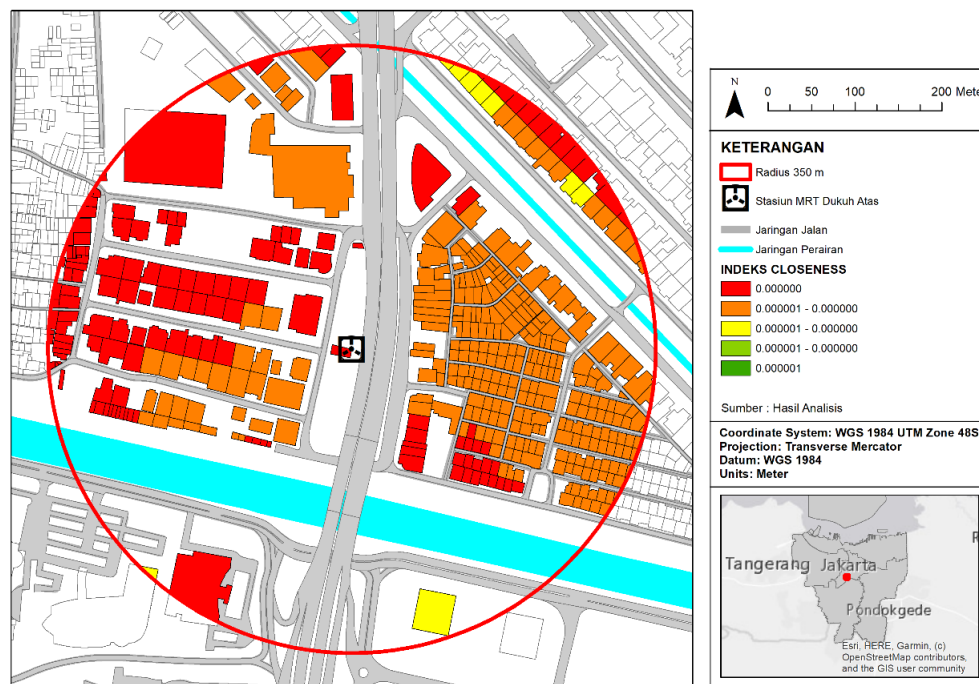 N
0 50 100 200 Mete
KETERANGAN
Radius 350 m
Stasiun MRT Dukuh Atas
Jaringan Jalan
Jaringan Perairan
INDEKS CLOSENESS
0.000000
0.000001 - 0.000000
0.000001 - 0.000000
0.000001 - 0.000000
0.000001
Sumber : Hasil Analisis
Coordinate System: WGS 1984 UTM Zone 48S
Projection: Transverse Mercator
Datum: WGS 1984
Units: Meter
R
Tangerang Jakarta
Pondokgede
Esri, HERE, Garmin, (c)
OpenStreetMap contributors,
and the GIS user community